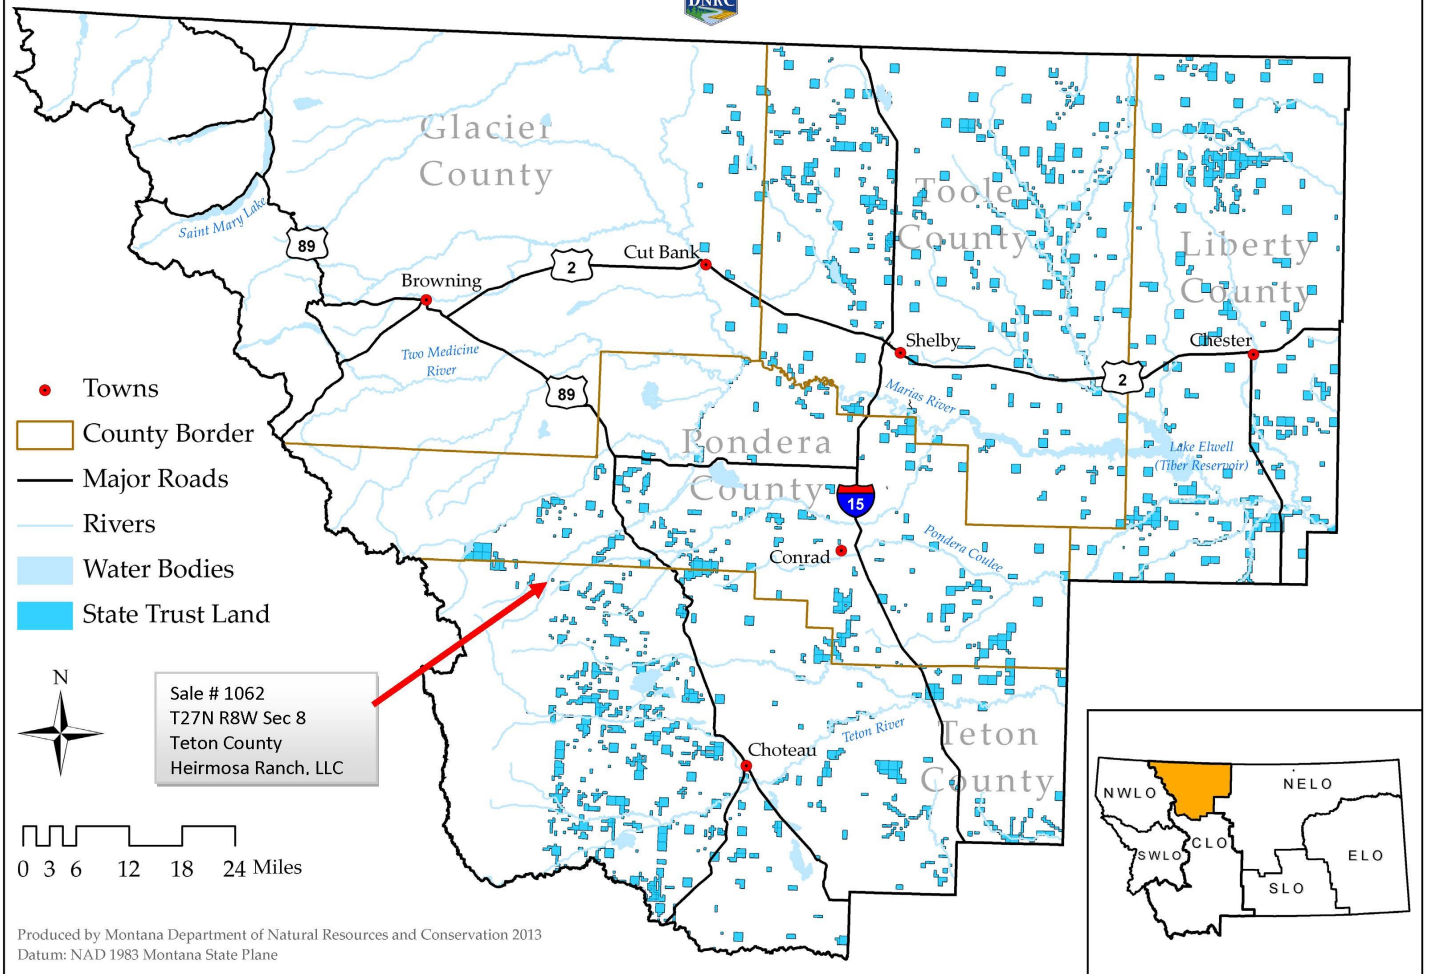 DNRC
Glacier
County
Toole
County
Liberty
County
Saint Mary Lake
89
2
Cut Bank
Browning
Two Medicine
River
89
Shelby
Chester
2
Marias River
Towns
County Border
Major Roads
Rivers
Water Bodies
State Trust Land
Pondera
County
15
Lake Elwell
(Tiber Reservoir)
Conrad
Pondera Coulee
N
Sale # 1062
T27N R8W Sec 8
Teton County
Heirmosa Ranch, LLC
Choteau
Teton River
Teton
County
0 3 6 12 18 24 Miles
NWLO
NELO
SWLO
CLO
ELO
SLO
Produced by Montana Department of Natural Resources and Conservation 2013
Datum: NAD 1983 Montana State Plane